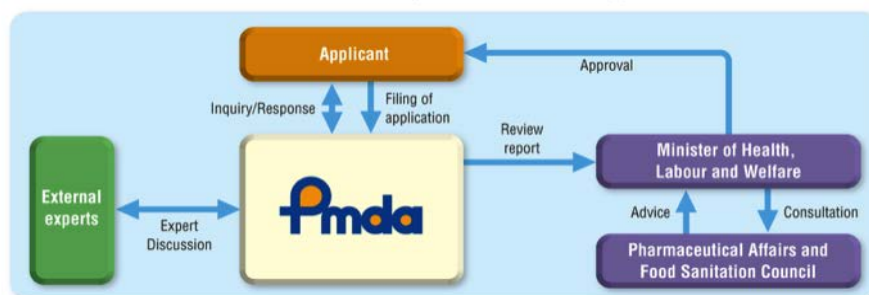 Applicant
Approval
Inquiry/Response
Filing of
application
Review
report
Minister of Health,
Labour and Welfare
External
experts
Expert
Discussion
Pmda
Advice
Consultation
Pharmaceutical Affairs and
Food Sanitation Council